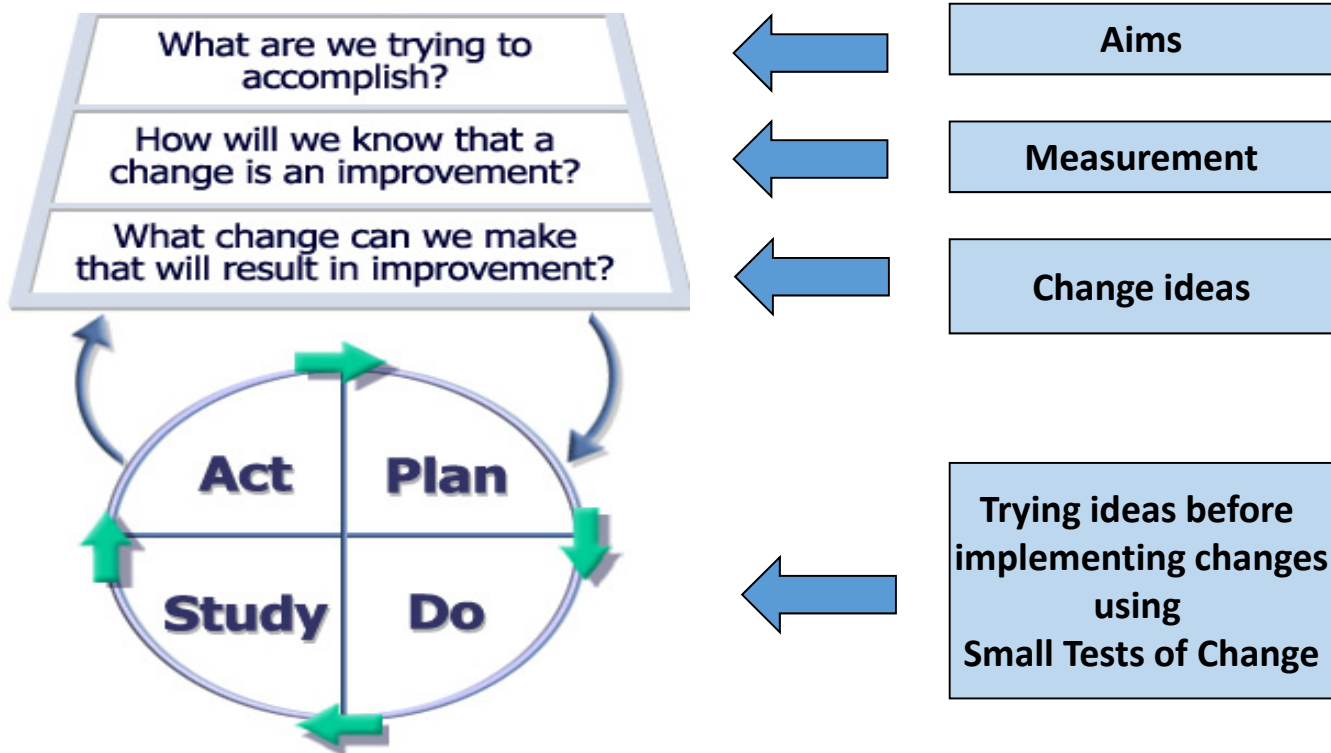 What are we trying to
accomplish?
Aims
How will we know that a
change is an improvement?
Measurement
What change can we make
that will result in improvement?
Change ideas
Act
Plan
Study
Do
Trying ideas before
implementing changes
using
Small Tests of Change